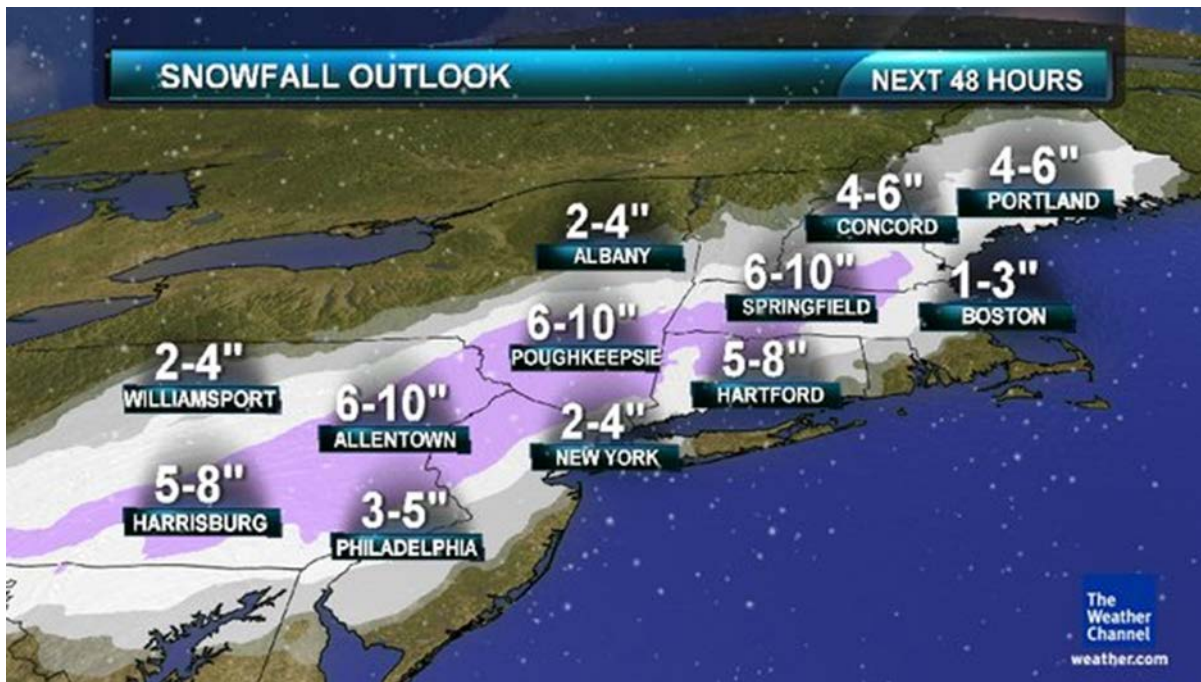 SNOWFALL OUTLOOK
NEXT 48 HOURS
4-6"
PORTLAND
4-6"
CONCORD
2-4"
ALBANY
6-10"
SPRINGFIELD
1-3"
BOSTON
6-10"
POUGHKEEPSIE
5-8"
HARTFORD
2-4"
WILLIAMSPORT
6-10"
ALLENTOWN
2-4"
NEW YORK
5-8"
HARRISBURG
3-5"
PHILADELPHIA
The
Weather
Channel
weather.com